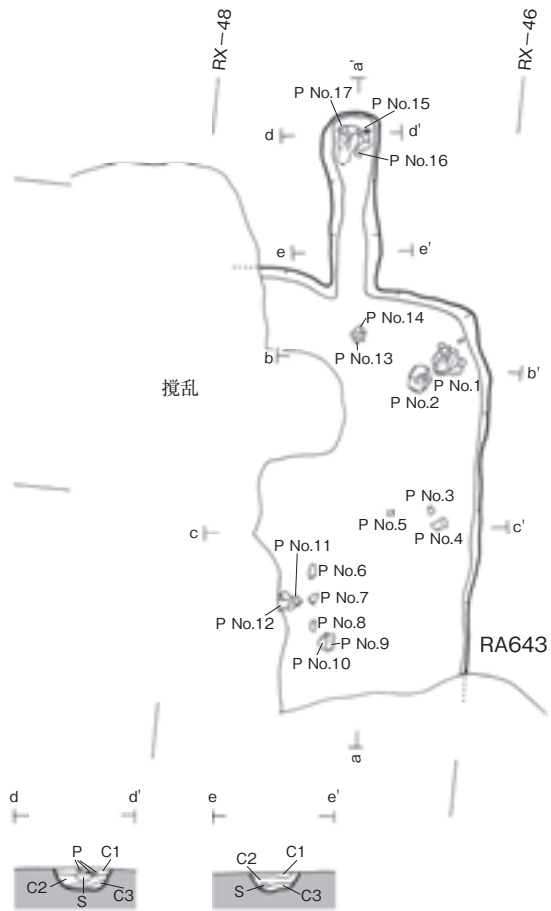 RX−48
RX−46
a'
P No.17
P No.15
d
d'
P No.16
e
e'
P No.14
P No.13
b
b'
P No.1
P No.2
撹乱
P No.3
P No.5
P No.4
c
c'
P No.11
P No.6
P No.7
P No.12
P No.8
P No.9
P No.10
RA643
a
d
d'
e
e'
P
C1
C2
S
C3
C2
C1
S
C3